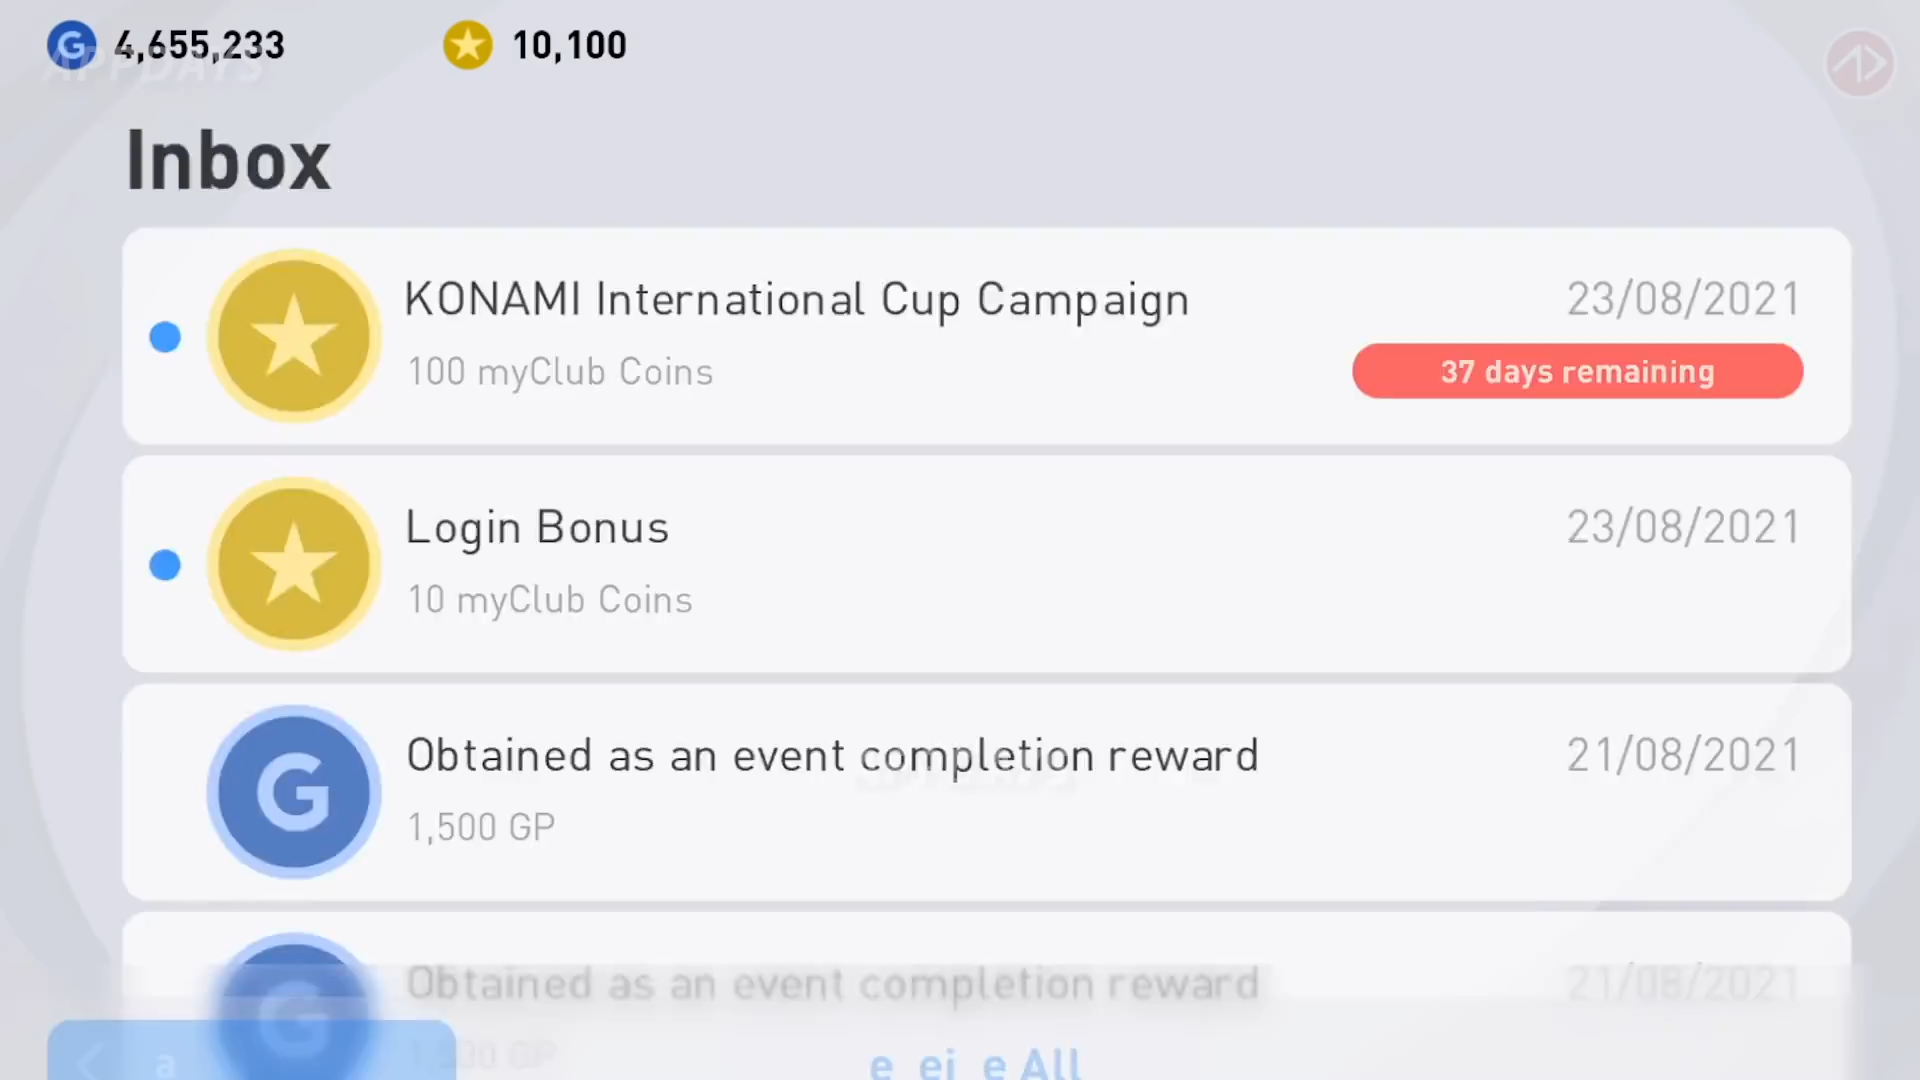 4,655,233
10,100
APPDAYS
Inbox
KONAMI International Cup Campaign
23/08/2021
100 myClub Coins
37 days remaining
Login Bonus
23/08/2021
10 myClub Coins
Obtained as an event completion reward
21/08/2021
1,500 GP
Obtained as an event completion reward
21/08/2021
All